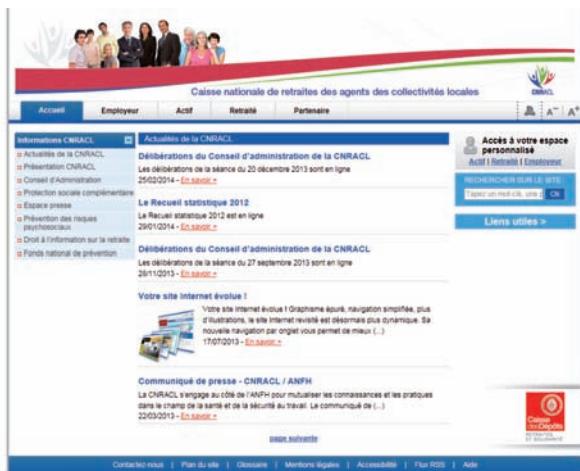 Caisse nationale de retraites des agents des collectivités locales
CNRACL
Accueil
Employeur
Actif
Retraité
Partenaire
A⁻
A⁺
Informations CNRACL
Actualités de la CNRACL
Présentation CNRACL
Conseil d'Administration
Protection sociale complémentaire
Espace presse
Prévention des risques
psychosociaux
Droit à l'information sur la retraite
Fonds national de prévention
Actualités de la CNRACL
Délibérations du Conseil d'administration de la CNRACL
Les délibérations de la séance du 20 décembre 2013 sont en ligne
25/02/2014 - En savoir +
Le Recueil statistique 2012
Le Recueil statistique 2012 est en ligne
29/01/2014 - En savoir +
Délibérations du Conseil d'administration de la CNRACL
Les délibérations de la séance du 27 septembre 2013 sont en ligne
28/11/2013 - En savoir +
Votre site Internet évolue !
Votre site Internet évolue ! Graphisme épuré, navigation simplifiée, plus
d'illustrations, le site Internet revisité est désormais plus dynamique. Sa
nouvelle navigation par onglet vous permet de mieux (...)
17/07/2013 - En savoir +
Communiqué de presse - CNRACL / ANFH
La CNRACL s'engage au côté de l'ANFH pour mutualiser les connaissances et les pratiques
dans le champ de la santé et de la sécurité au travail. Le communiqué de (...)
22/03/2013 - En savoir +
page suivante
Accès à votre espace
personnalisé
Actif | Retraité | Employeur
RECHERCHER SUR LE SITE
Tapez un mot-clé, une
Ok
Liens utiles >
Caisse
des Dépôts
RETRAITES
ET SOLIDARITÉ
Contactez-nous | Plan du site | Glossaire | Mentions légales | Accessibilité | Flux RSS | Aide